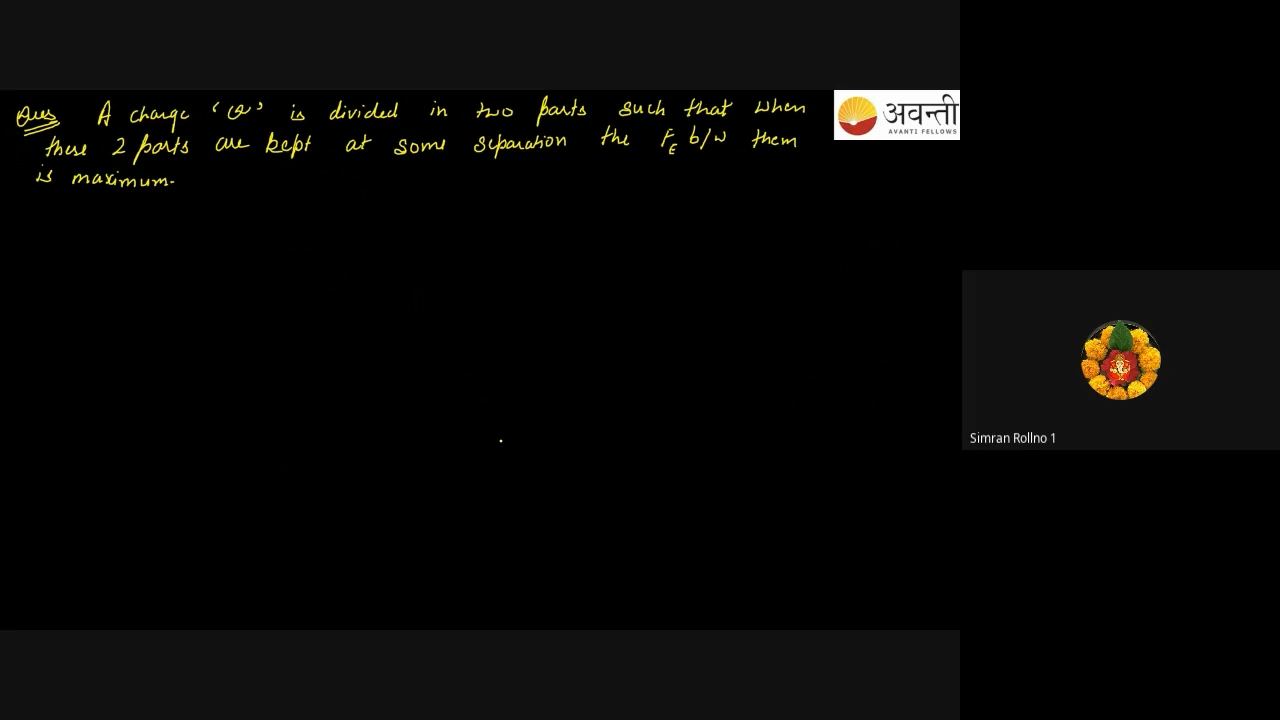 Ques A charge 'Q' is divided in two parts such that when
these 2 parts are kept at some separation the F_E b/w them
is maximum.
अवन्ती
AVANTI FELLOWS
Simran Rollno 1